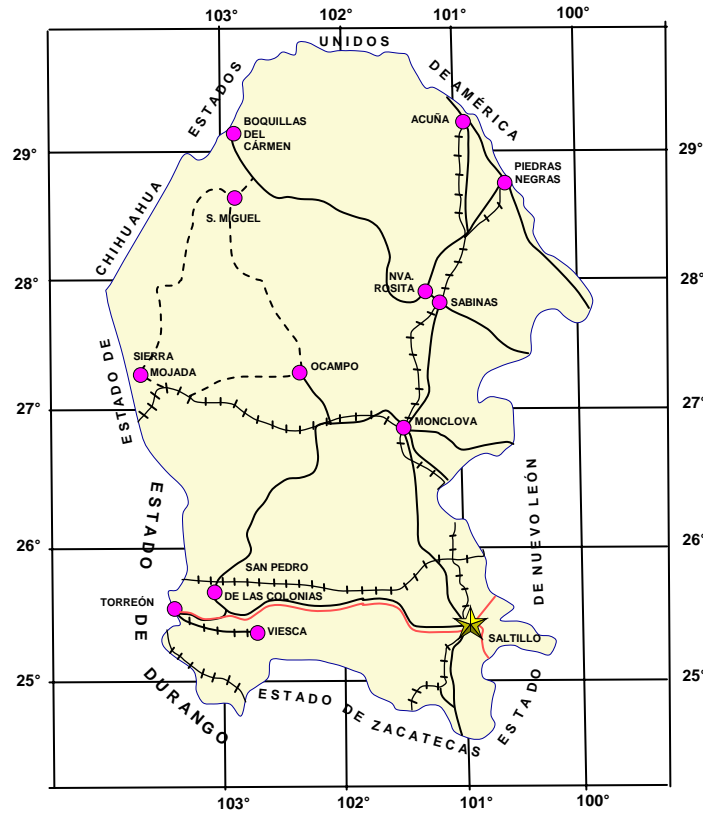 103°
102°
101°
100°
UNIDOS
ESTADOS
DE AMÉRICA
BOQUILLAS
DEL
CÁRMEN
ACUÑA
29°
29°
PIEDRAS
NEGRAS
CHIHUAHUA
S. MIGUEL
28°
28°
NVA.
ROSITA
SABINAS
ESTADO DE
SIERRA
MOJADA
OCAMPO
27°
27°
MONCLOVA
ESTADO
DE NUEVO LEÓN
26°
26°
SAN PEDRO
DE LAS COLONIAS
TORREÓN
DE
VIESCA
SALTILLO
25°
25°
DURANGO
ESTADO DE ZACATECAS
ESTADO
103°
102°
101°
100°